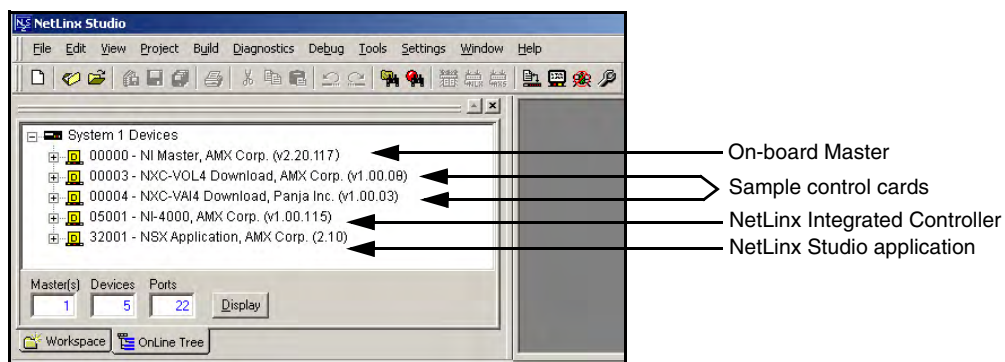 NetLinx Studio
File Edit View Project Build Diagnostics Debug Tools Settings Window Help
System 1 Devices
00000 - NI Master, AMX Corp. (v2.20.117)
00003 - NXC-VOL4 Download, AMX Corp. (v1.00.08)
00004 - NXC-VAI4 Download, Panja Inc. (v1.00.03)
05001 - NI-4000, AMX Corp. (v1.00.115)
32001 - NSX Application, AMX Corp. (2.10)
On-board Master
Sample control cards
NetLinx Integrated Controller
NetLinx Studio application
Master(s) Devices Ports
1 5 22 Display
Workspace OnLine Tree